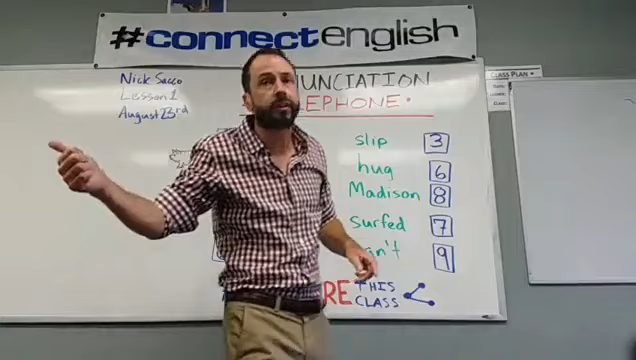 #connectenglish
Nick Sacco
Lesson 1
August 23rd
UNCIATION
EPHONE
CLASS PLAN
slip 3
hug 6
Madison 8
surfed 7
n't 9
RE THIS
CLASS